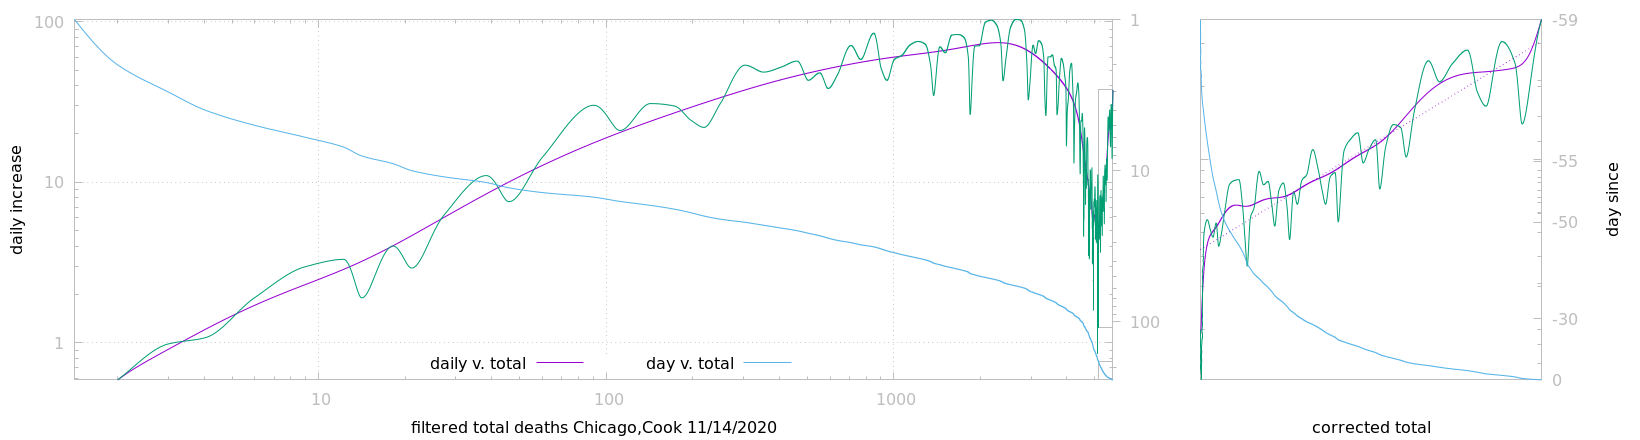 100
10
1
daily increase
10
100
1000
filtered total deaths Chicago,Cook 11/14/2020
daily v. total
day v. total
1
10
100
-59
-55
-50
-30
0
day since
corrected total